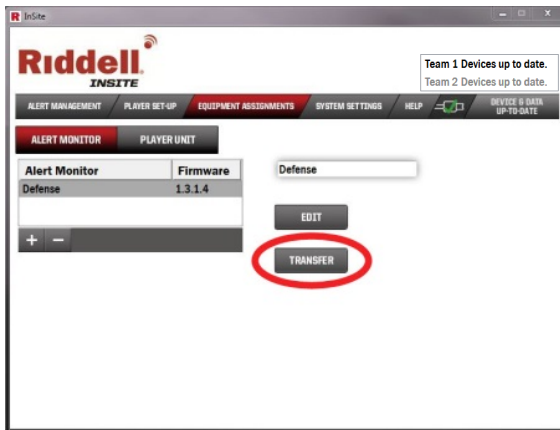 R InSite
Riddell
INSITE
Team 1 Devices up to date.
Team 2 Devices up to date.
ALERT MANAGEMENT PLAYER SET-UP EQUIPMENT ASSIGNMENTS SYSTEM SETTINGS HELP DEVICE & DATA
UP-TO-DATE
ALERT MONITOR PLAYER UNIT
Alert Monitor Firmware Defense
Defense 1.3.1.4
EDIT
TRANSFER